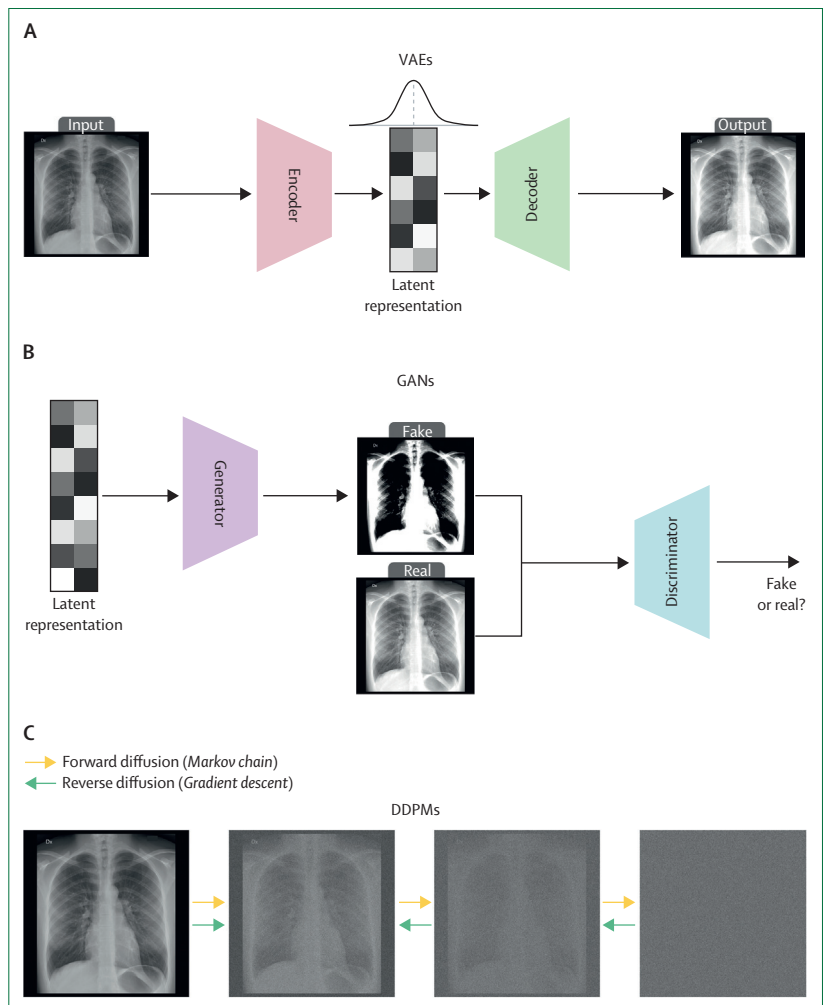 A
VAEs
Input
Encoder
Decoder
Output
Latent
representation
B
GANs
Generator
Fake
Real
Discriminator
Fake
or real?
Latent
representation
C
Forward diffusion (Markov chain)
Reverse diffusion (Gradient descent)
DDPMs